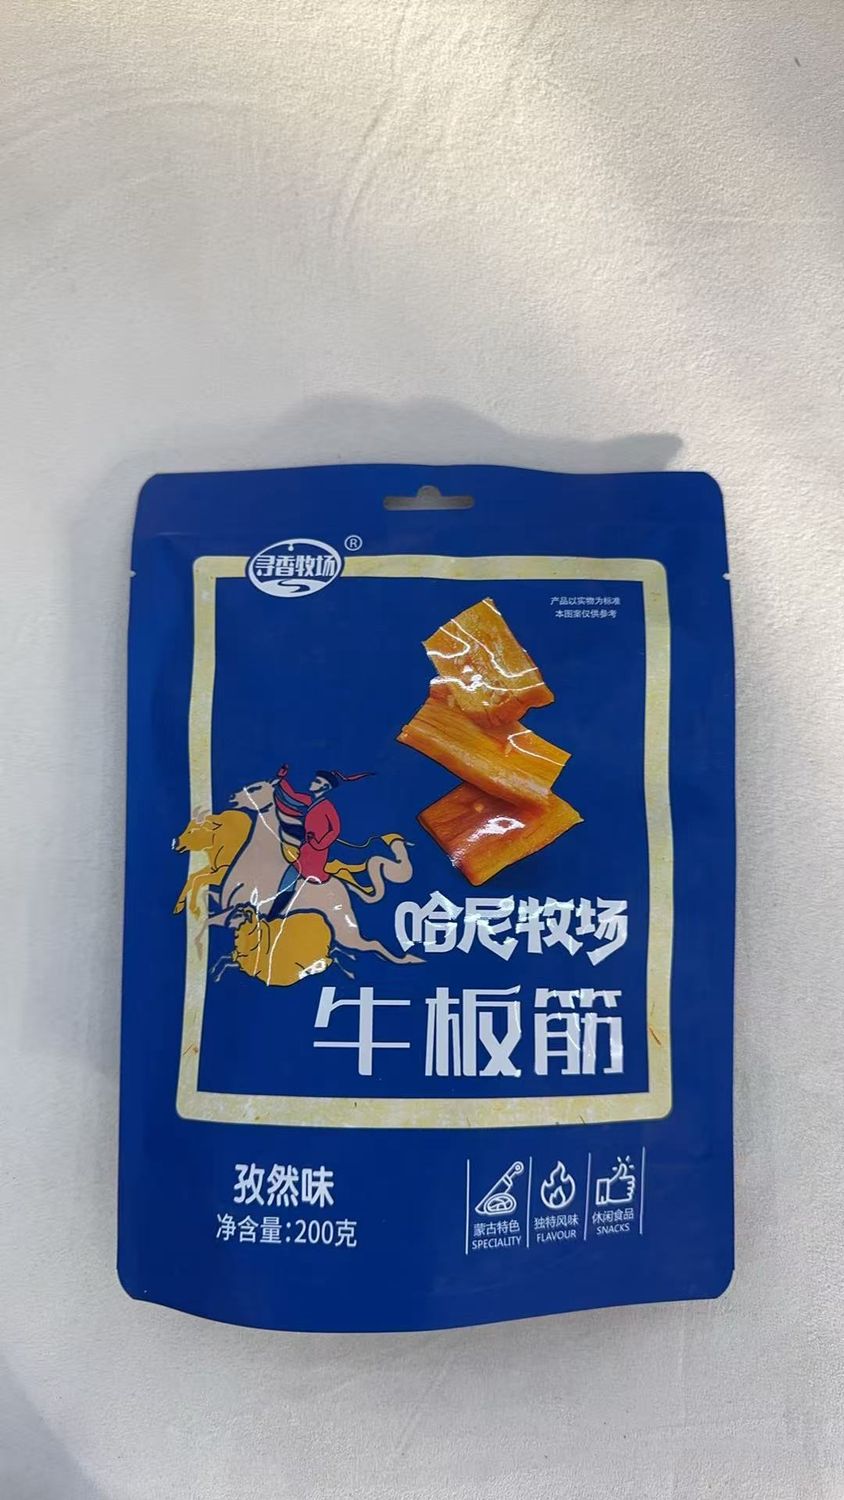 寻香牧场
®
产品以实物为标准
本图案仅供参考
哈尼牧场
牛板筋
孜然味
净含量:200克
蒙古特色
SPECIALITY
独特风味
FLAVOUR
休闲食品
SNACKS